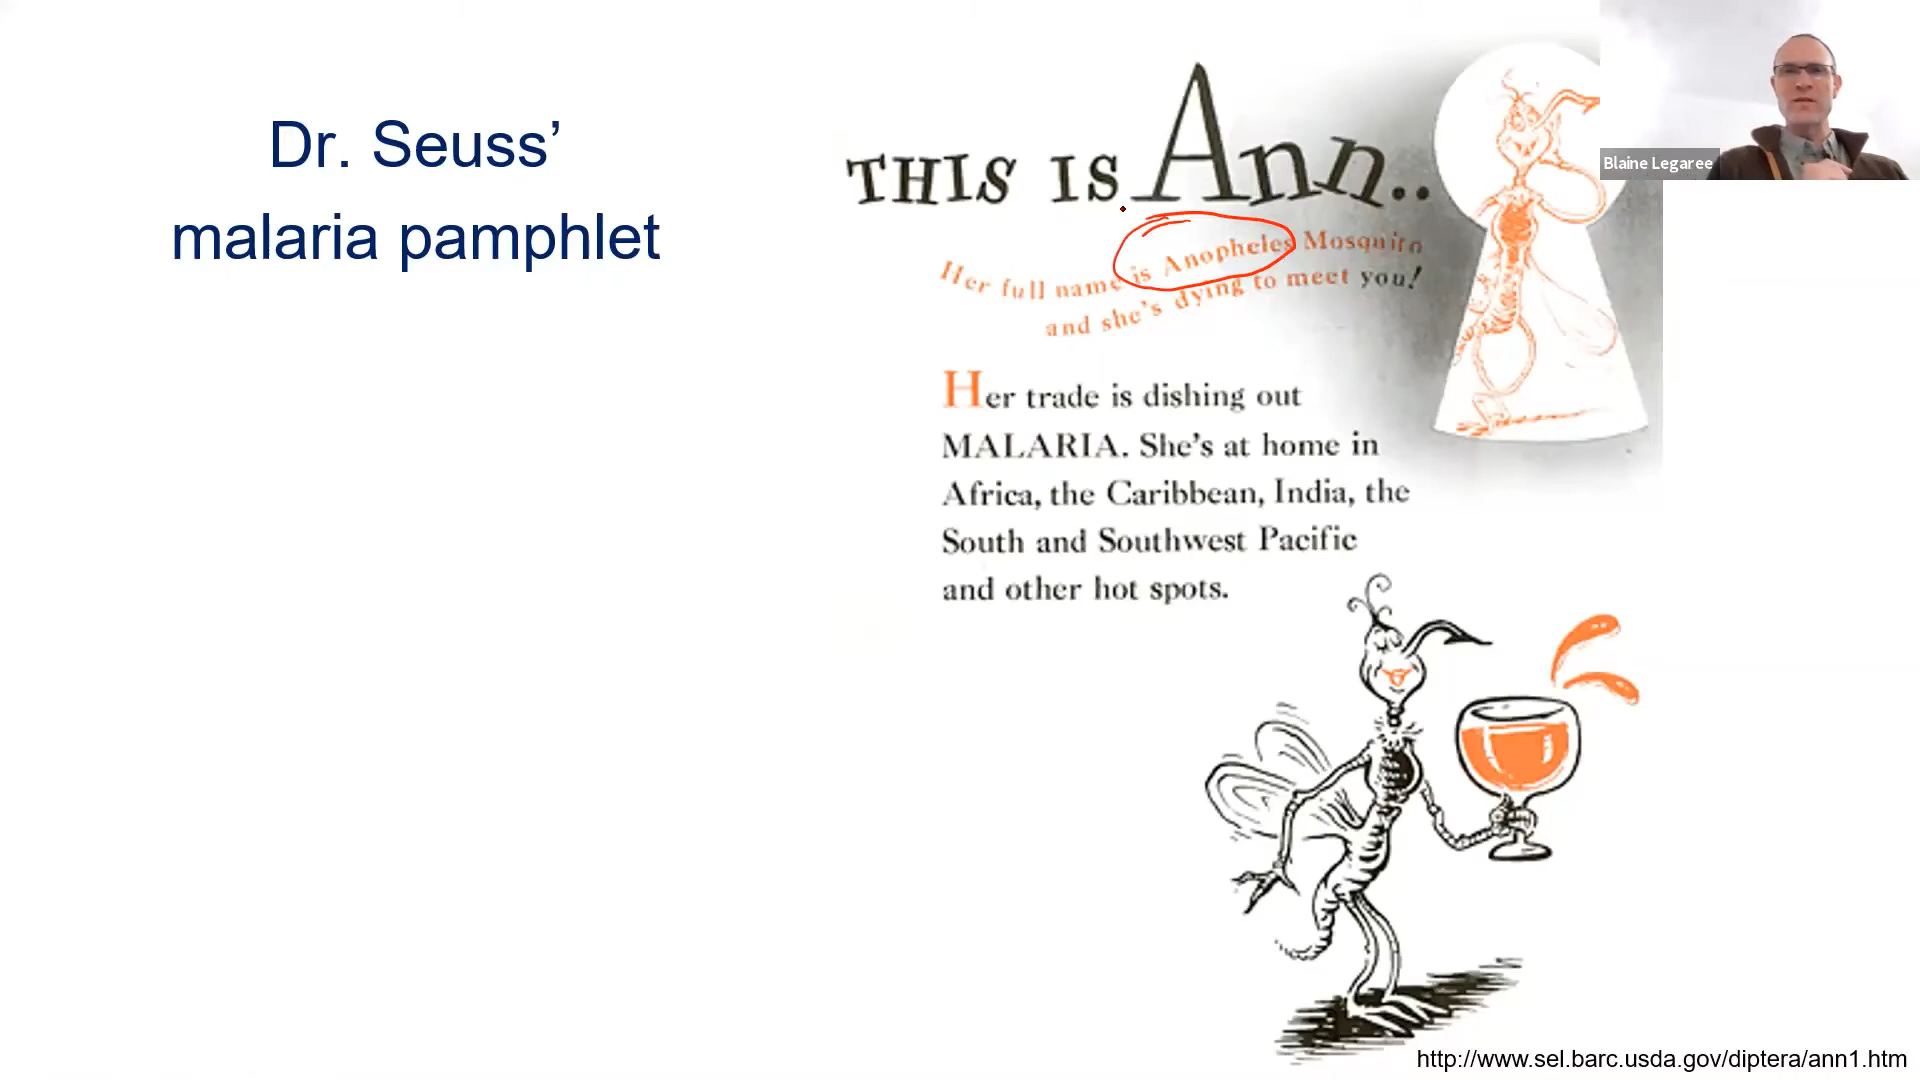 Dr. Seuss’
malaria pamphlet
THIS IS Ann..
Her full name is Anopheles Mosquito
and she's dying to meet you!
Her trade is dishing out
MALARIA. She's at home in
Africa, the Caribbean, India, the
South and Southwest Pacific
and other hot spots.
Blaine Legaree
http://www.sel.barc.usda.gov/diptera/ann1.htm